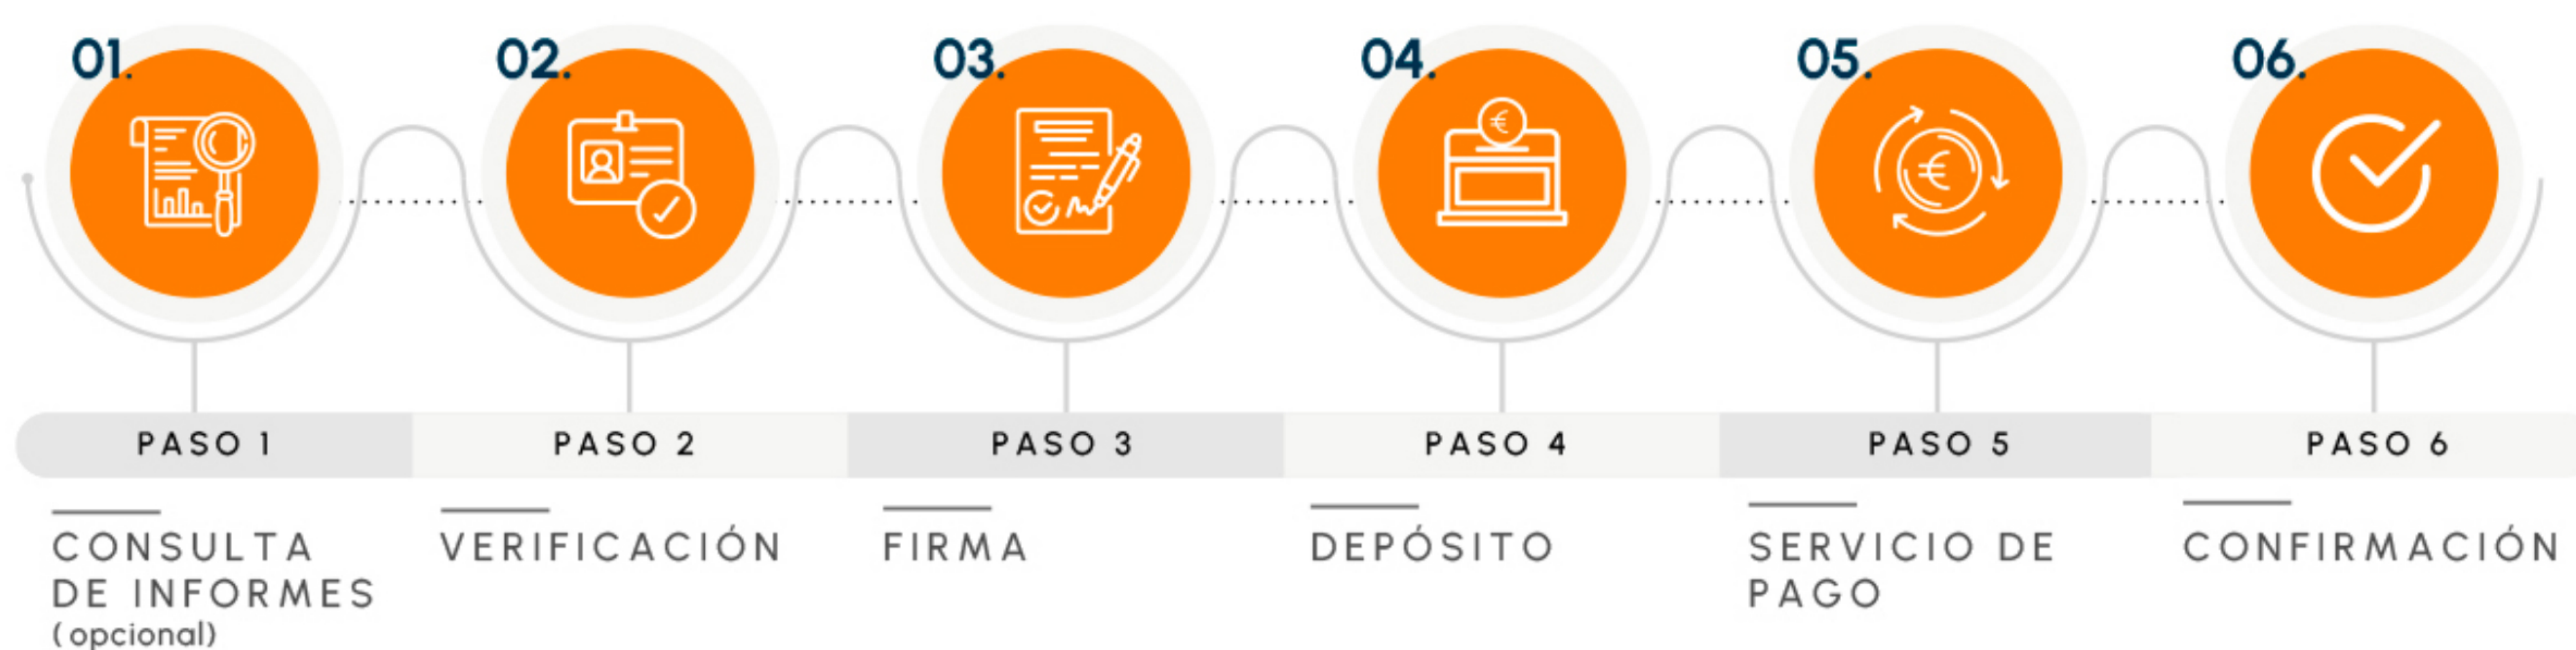 01.
02.
03.
04.
05.
06.
PASO 1
PASO 2
PASO 3
PASO 4
PASO 5
PASO 6
CONSULTA
DE INFORMES
(opcional)
VERIFICACIÓN
FIRMA
DEPÓSITO
SERVICIO DE
PAGO
CONFIRMACIÓN